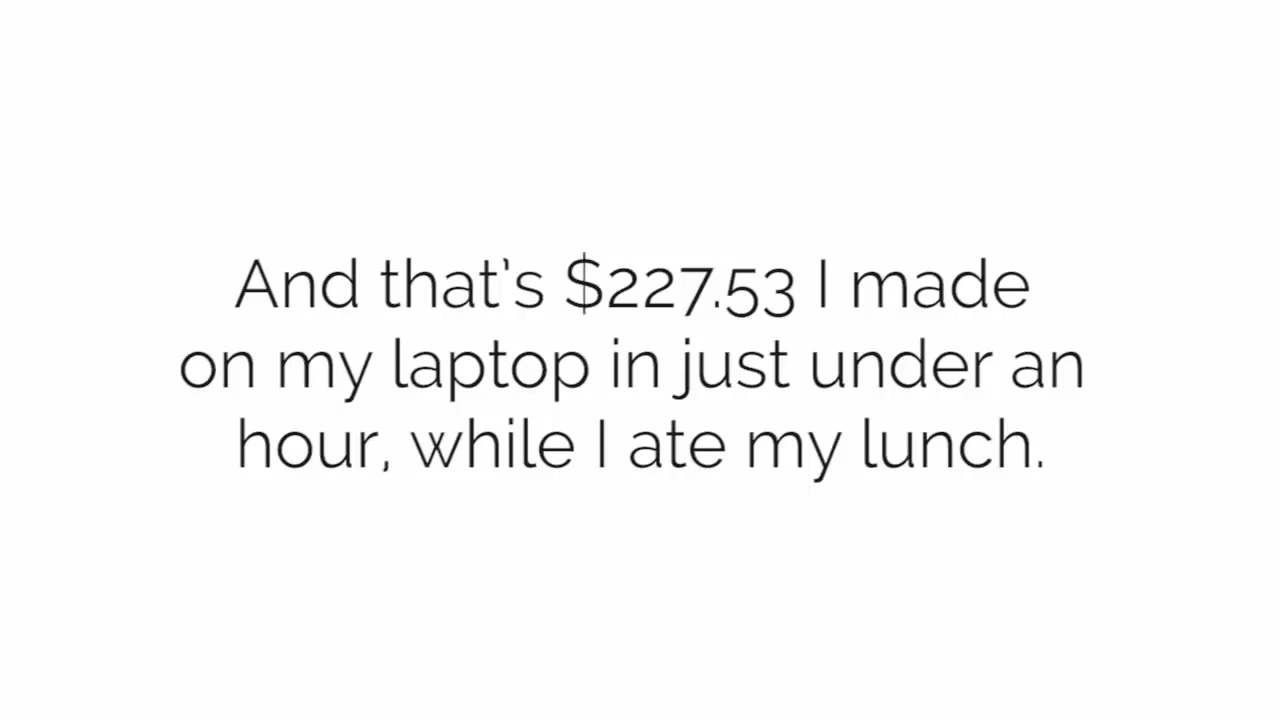 And that's $227.53 I made
on my laptop in just under an
hour, while I ate my lunch.